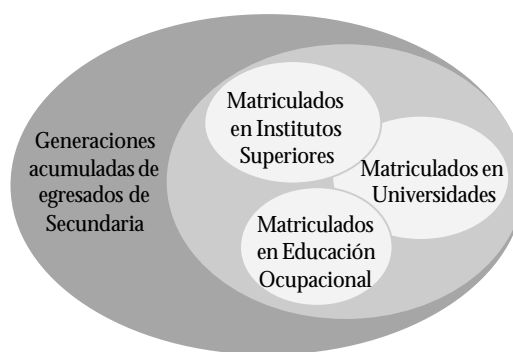 Generaciones
acumuladas de
egresados de
Secundaria
Matriculados
en Institutos
Superiores
Matriculados en
Universidades
Matriculados
en Educación
Ocupacional